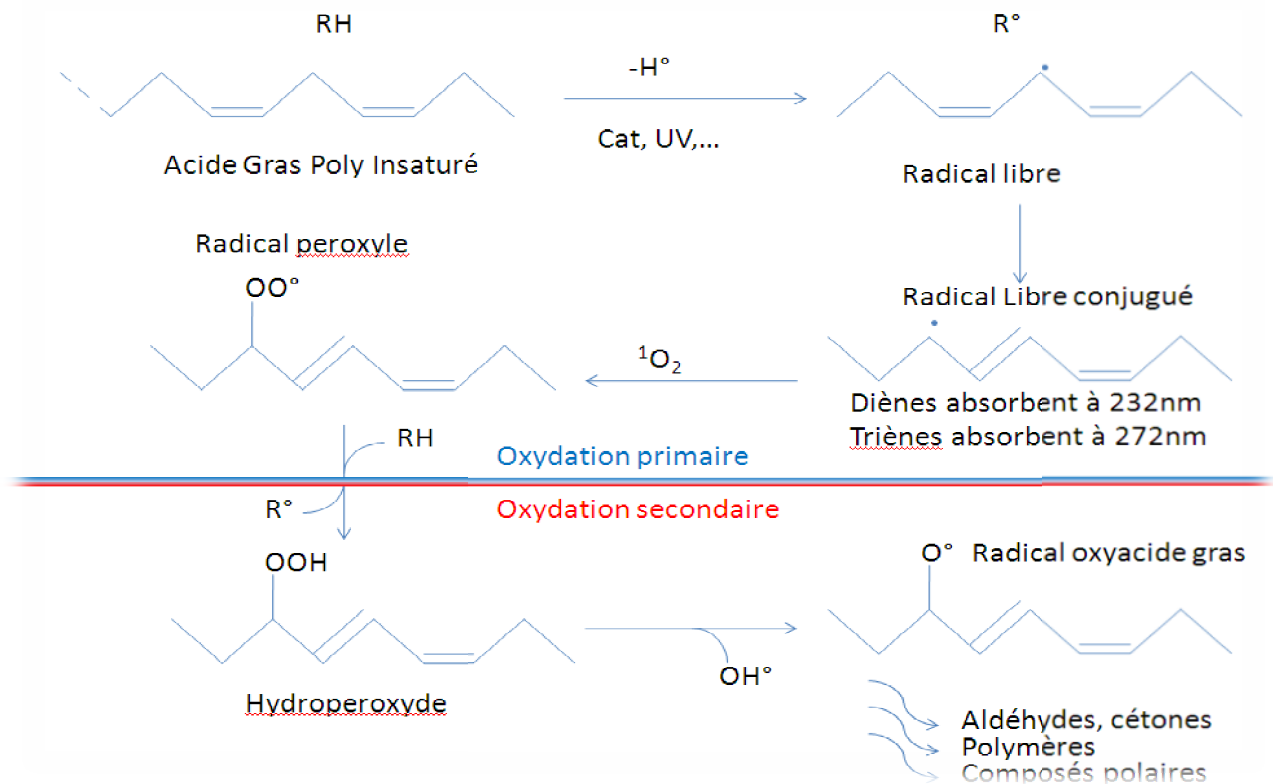 RH
R°
-H°
Cat, UV,...
Acide Gras Poly Insaturé
Radical libre
Radical peroxyle
OO°
Radical Libre conjugué
¹O₂
Diènes absorbent à 232nm
Triènes absorbent à 272nm
RH
Oxydation primaire
R°
Oxydation secondaire
OOH
O° Radical oxyacide gras
OH°
Hydroperoxyde
Aldéhydes, cétones
Polymères
Composés polaires